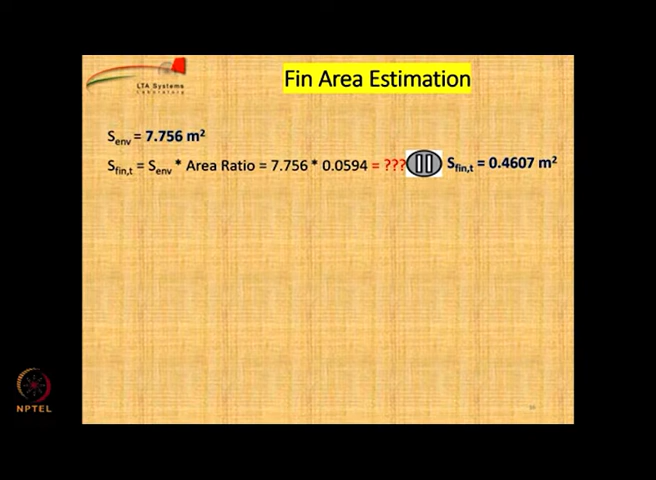 LTA Systems
Laboratory
Fin Area Estimation
S_env = 7.756 m²
S_fin,t = S_env * Area Ratio = 7.756 * 0.0594 = ??? S_fin,t = 0.4607 m²
NPTEL